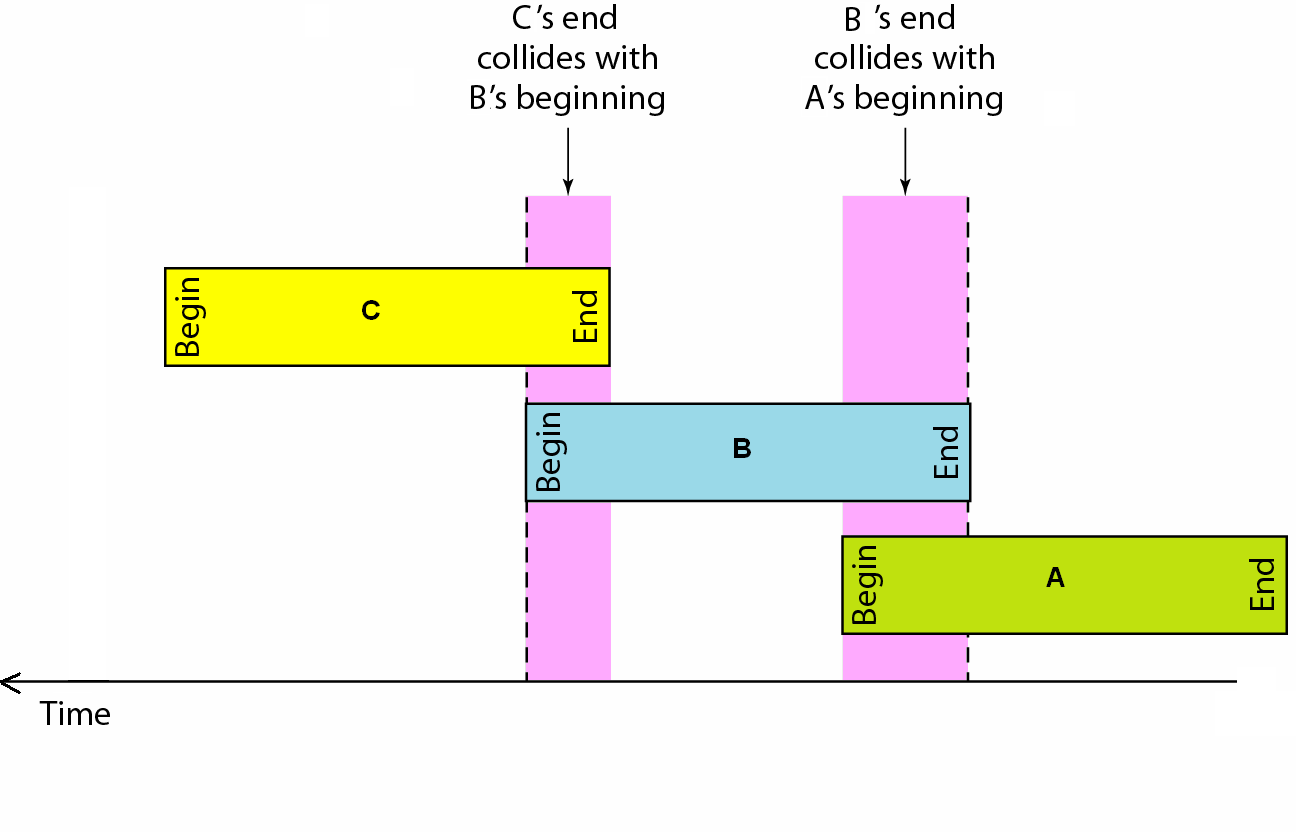 C’s end
collides with
B’s beginning
B ’s end
collides with
A’s beginning
Begin
C
End
Begin
B
End
Begin
A
End
Time